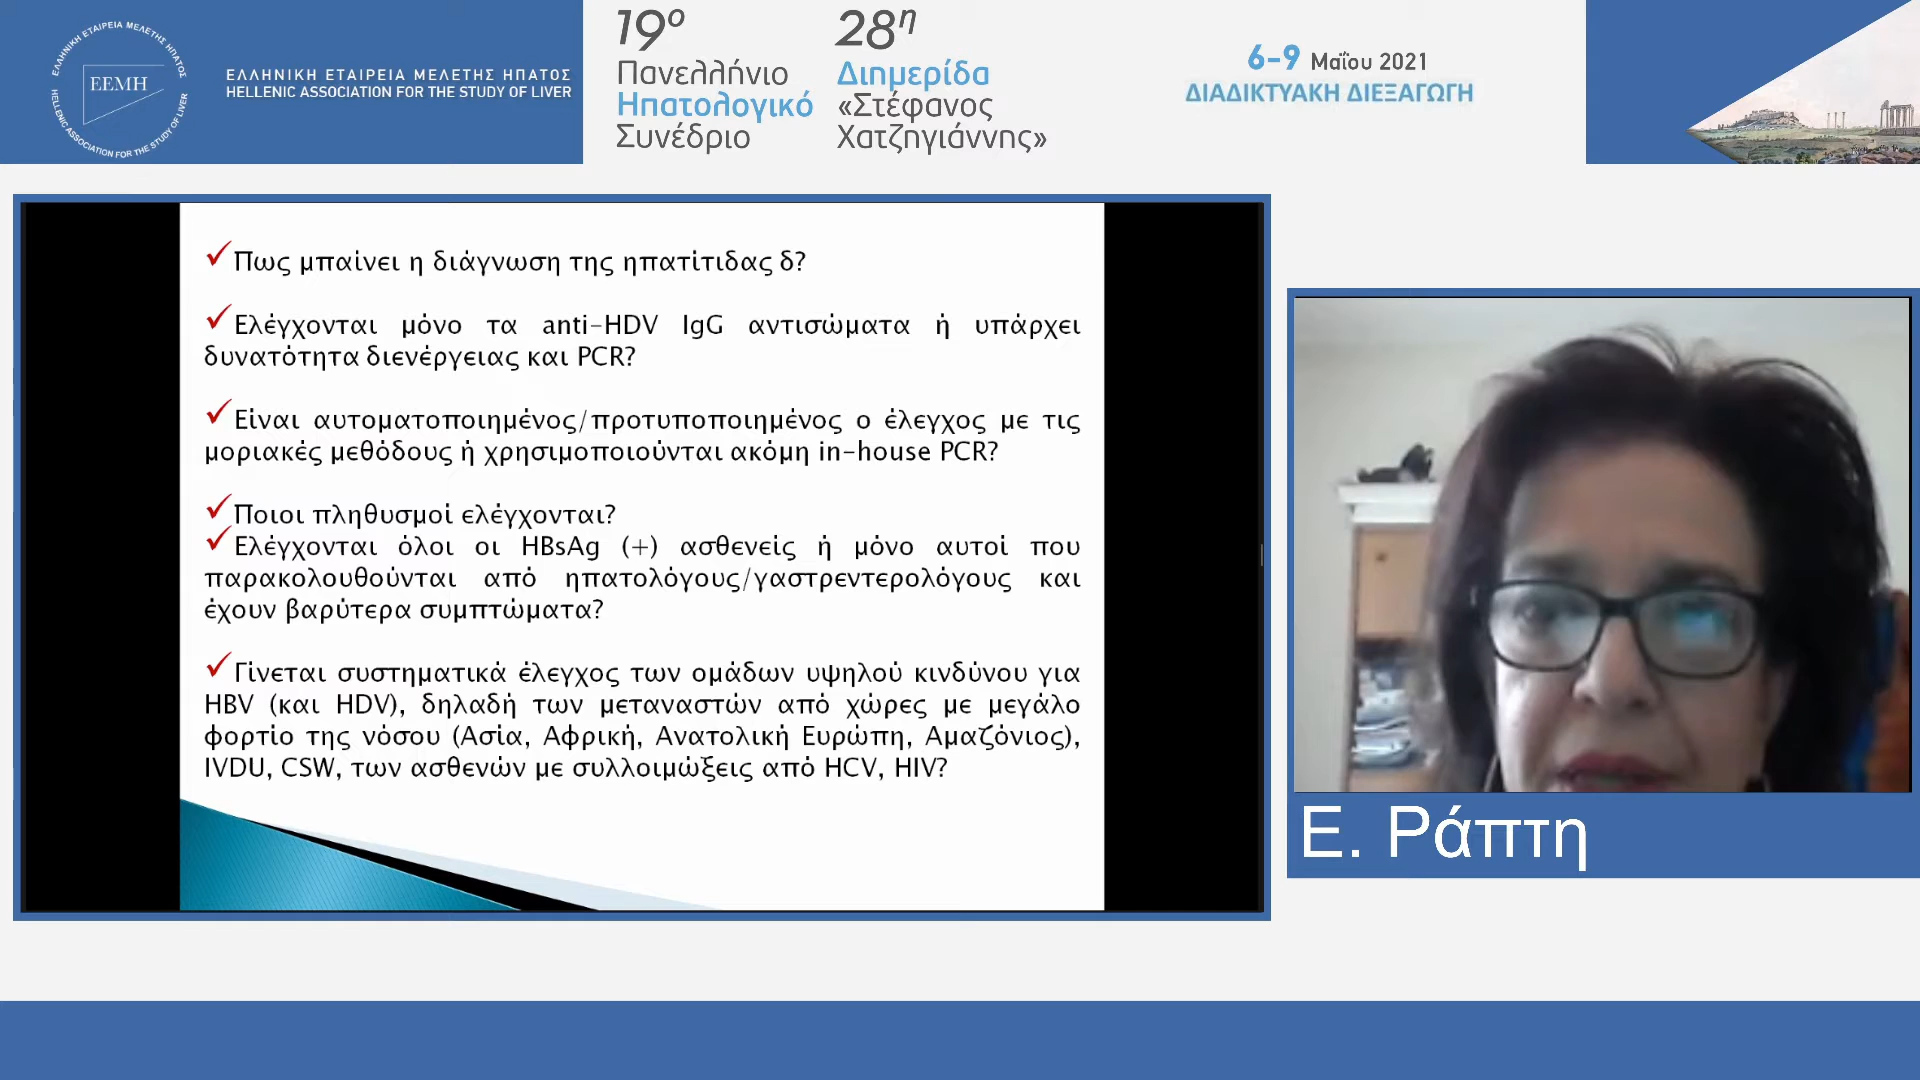 ΕΛΛΗΝΙΚΗ ΕΤΑΙΡΕΙΑ ΜΕΛΕΤΗΣ ΗΠΑΤΟΣ
ΕΕΜΗ
HELLENIC ASSOCIATION FOR THE STUDY OF LIVER
ΕΛΛΗΝΙΚΗ ΕΤΑΙΡΕΙΑ ΜΕΛΕΤΗΣ ΗΠΑΤΟΣ
HELLENIC ASSOCIATION FOR THE STUDY OF LIVER
19ο
Πανελλήνιο
Ηπατολογικό
Συνέδριο
28η
Διημερίδα
«Στέφανος
Χατζηγιάννης»
6-9 Μαΐου 2021
ΔΙΑΔΙΚΤΥΑΚΗ ΔΙΕΞΑΓΩΓΗ
✓Πως μπαίνει η διάγνωση της ηπατίτιδας δ?
✓Ελέγχονται μόνο τα anti-HDV IgG αντισώματα ή υπάρχει
δυνατότητα διενέργειας και PCR?
✓Είναι αυτοματοποιημένος/προτυποποιημένος ο έλεγχος με τις
μοριακές μεθόδους ή χρησιμοποιούνται ακόμη in-house PCR?
✓Ποιοι πληθυσμοί ελέγχονται?
✓Ελέγχονται όλοι οι HBsAg (+) ασθενείς ή μόνο αυτοί που
παρακολουθούνται από ηπατολόγους/γαστρεντερολόγους και
έχουν βαρύτερα συμπτώματα?
✓Γίνεται συστηματικά έλεγχος των ομάδων υψηλού κινδύνου για
HBV (και HDV), δηλαδή των μεταναστών από χώρες με μεγάλο
φορτίο της νόσου (Ασία, Αφρική, Ανατολική Ευρώπη, Αμαζόνιος),
IVDU, CSW, των ασθενών με συλλοιμώξεις από HCV, HIV?
Ε. Ράπτη